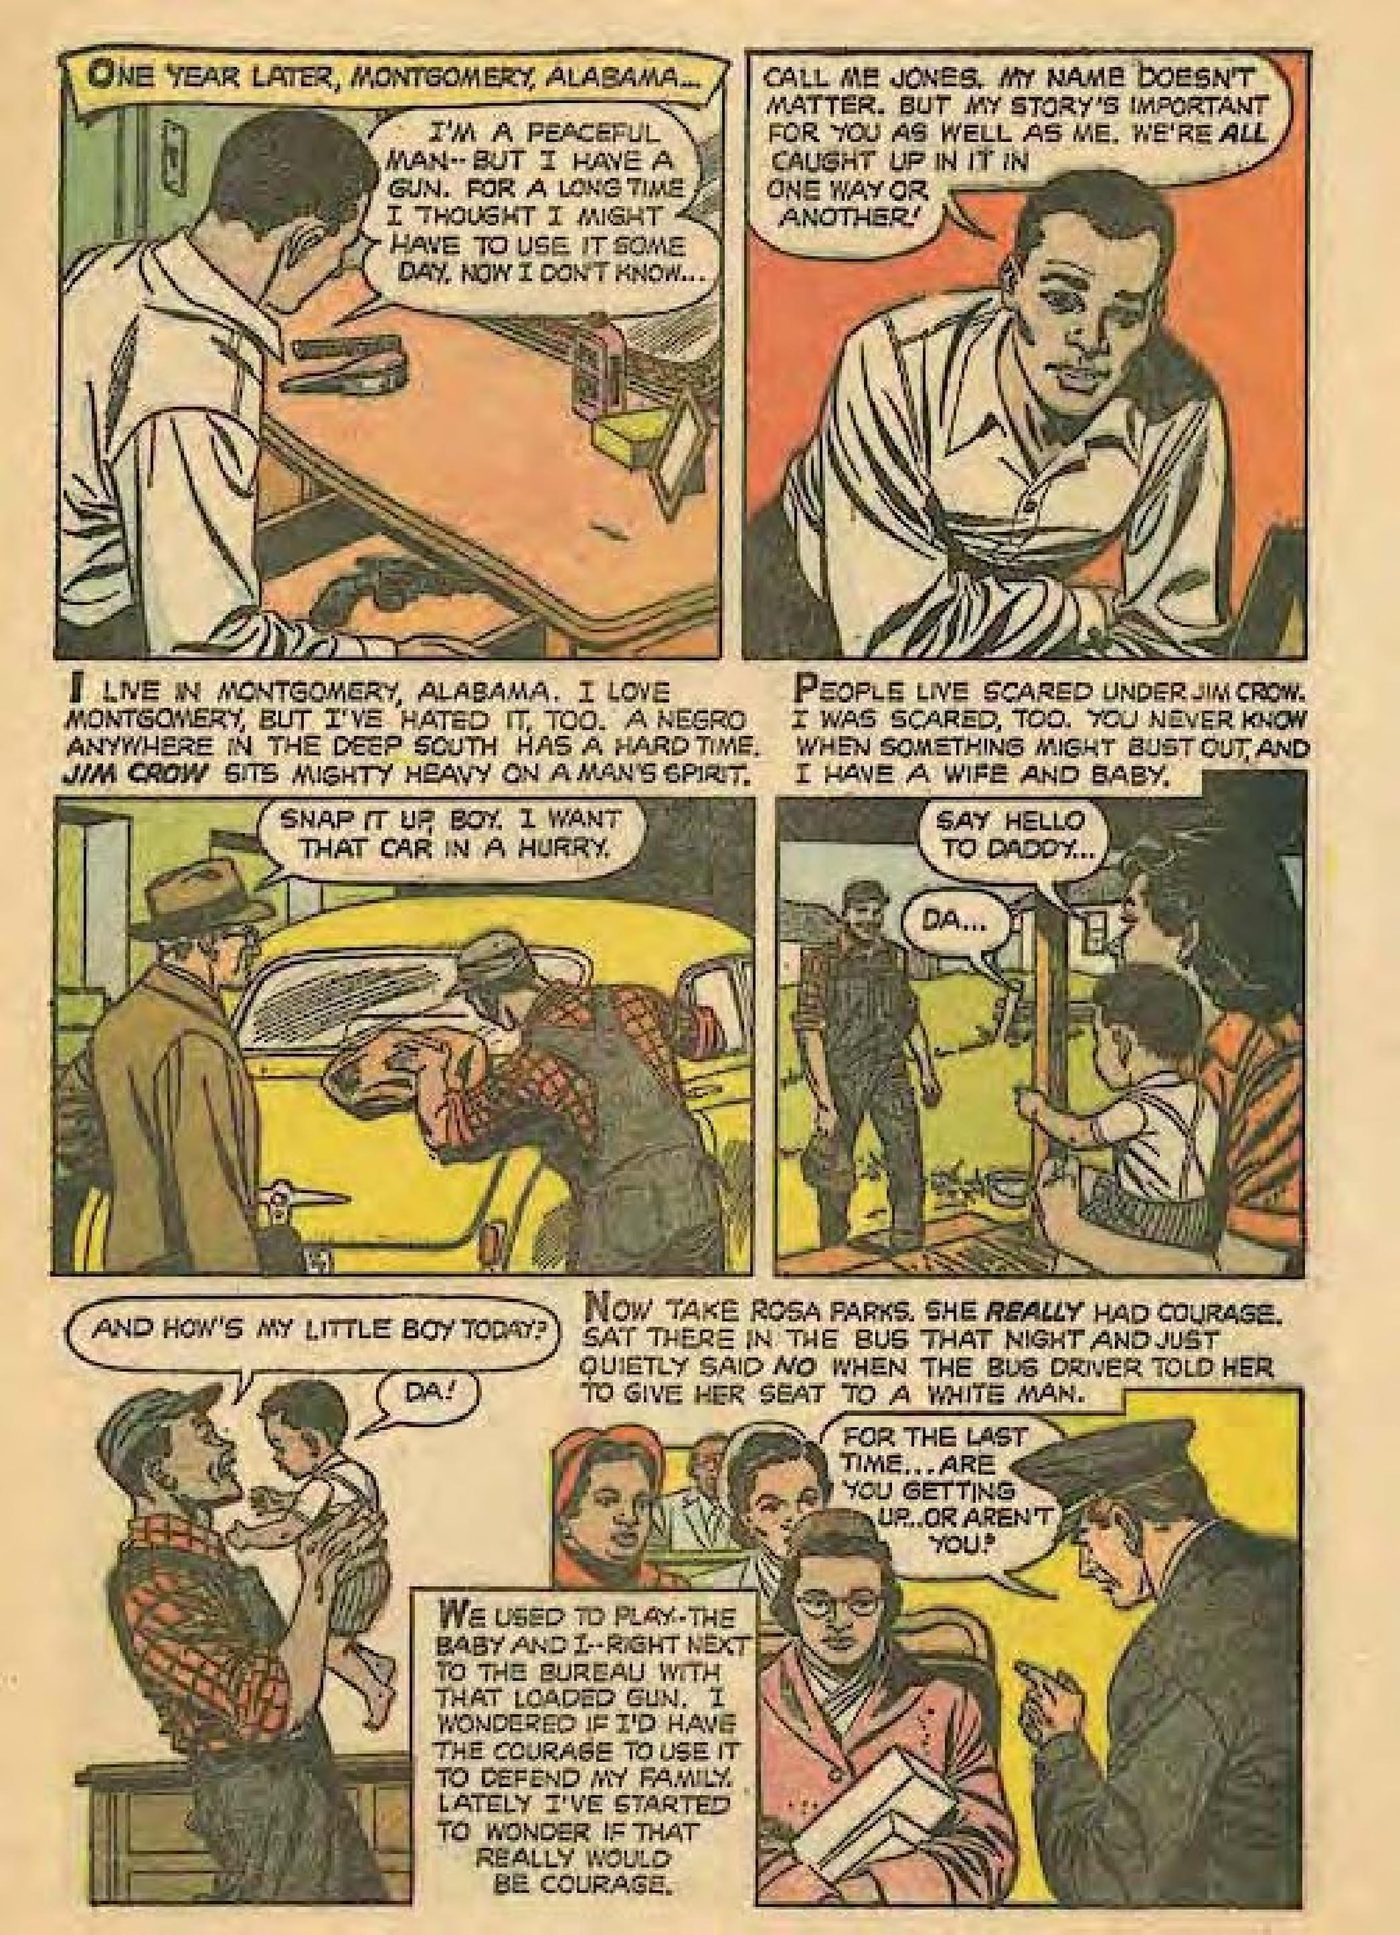 ONE YEAR LATER, MONTGOMERY, ALABAMA...
I'M A PEACEFUL
MAN--BUT I HAVE A
GUN. FOR A LONG TIME
I THOUGHT I MIGHT
HAVE TO USE IT SOME
DAY. NOW I DON'T KNOW...
CALL ME JONES. MY NAME DOESN'T
MATTER. BUT MY STORY'S IMPORTANT
FOR YOU AS WELL AS ME. WE'RE ALL
CAUGHT UP IN IT IN
ONE WAY OR
ANOTHER!
I LIVE IN MONTGOMERY, ALABAMA. I LOVE
MONTGOMERY, BUT I'VE HATED IT, TOO. A NEGRO
ANYWHERE IN THE DEEP SOUTH HAS A HARD TIME.
JIM CROW SITS MIGHTY HEAVY ON A MAN'S SPIRIT.
PEOPLE LIVE SCARED UNDER JIM CROW.
I WAS SCARED, TOO. YOU NEVER KNOW
WHEN SOMETHING MIGHT BUST OUT, AND
I HAVE A WIFE AND BABY.
SNAP IT UP, BOY. I WANT
THAT CAR IN A HURRY.
SAY HELLO
TO DADDY...
DA...
AND HOW'S MY LITTLE BOY TODAY?
DA!
WE USED TO PLAY--THE
BABY AND I--RIGHT NEXT
TO THE BUREAU WITH
THAT LOADED GUN. I
WONDERED IF I'D HAVE
THE COURAGE TO USE IT
TO DEFEND MY FAMILY.
LATELY I'VE STARTED
TO WONDER IF THAT
REALLY WOULD
BE COURAGE.
NOW TAKE ROSA PARKS. SHE REALLY HAD COURAGE.
SAT THERE IN THE BUS THAT NIGHT AND JUST
QUIETLY SAID NO WHEN THE BUS DRIVER TOLD HER
TO GIVE HER SEAT TO A WHITE MAN.
FOR THE LAST
TIME...ARE
YOU GETTING
UP...OR AREN'T
YOU?